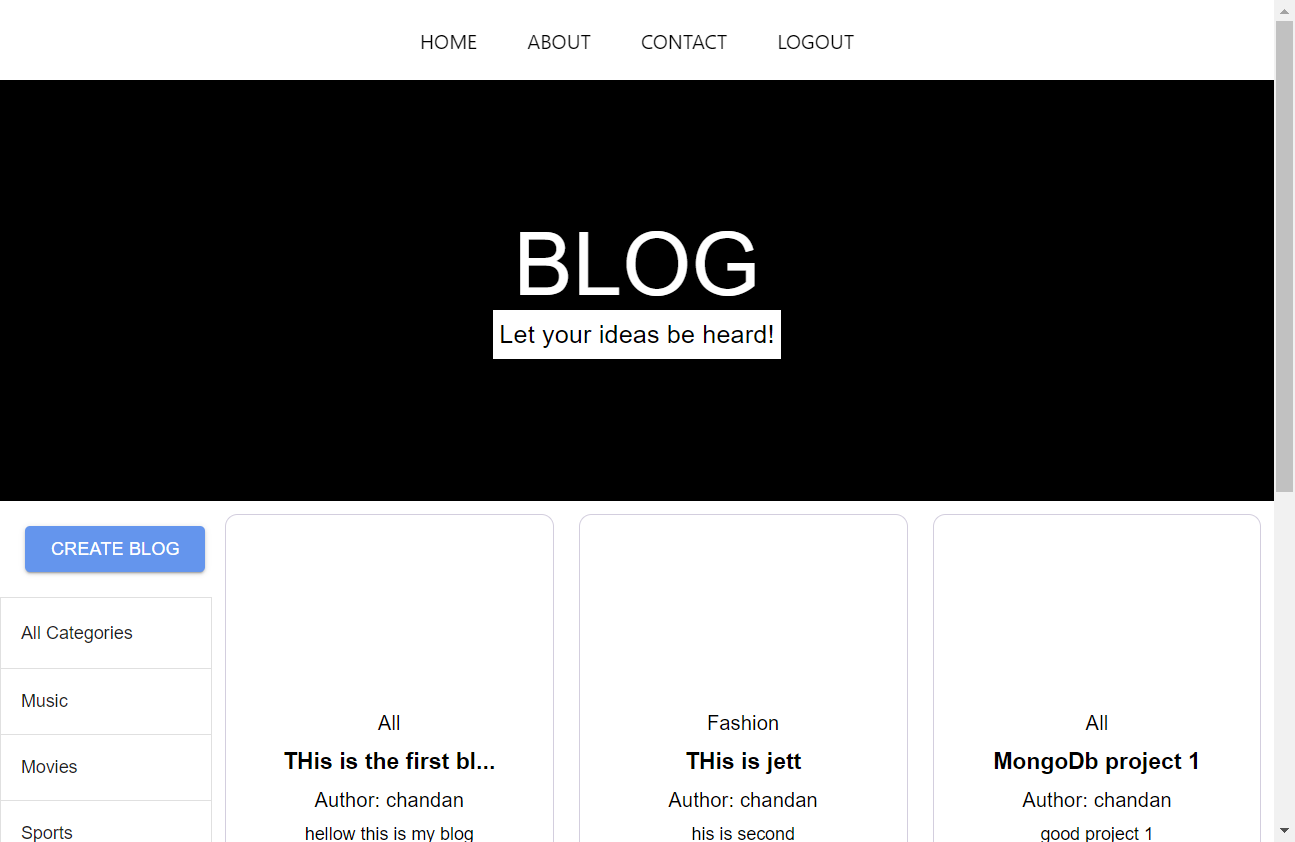 HOME ABOUT CONTACT LOGOUT
BLOG
Let your ideas be heard!
CREATE BLOG
All Categories
Music
Movies
Sports
All
THis is the first bl...
Author: chandan
hellow this is my blog
Fashion
THis is jett
Author: chandan
his is second
All
MongoDb project 1
Author: chandan
good project 1